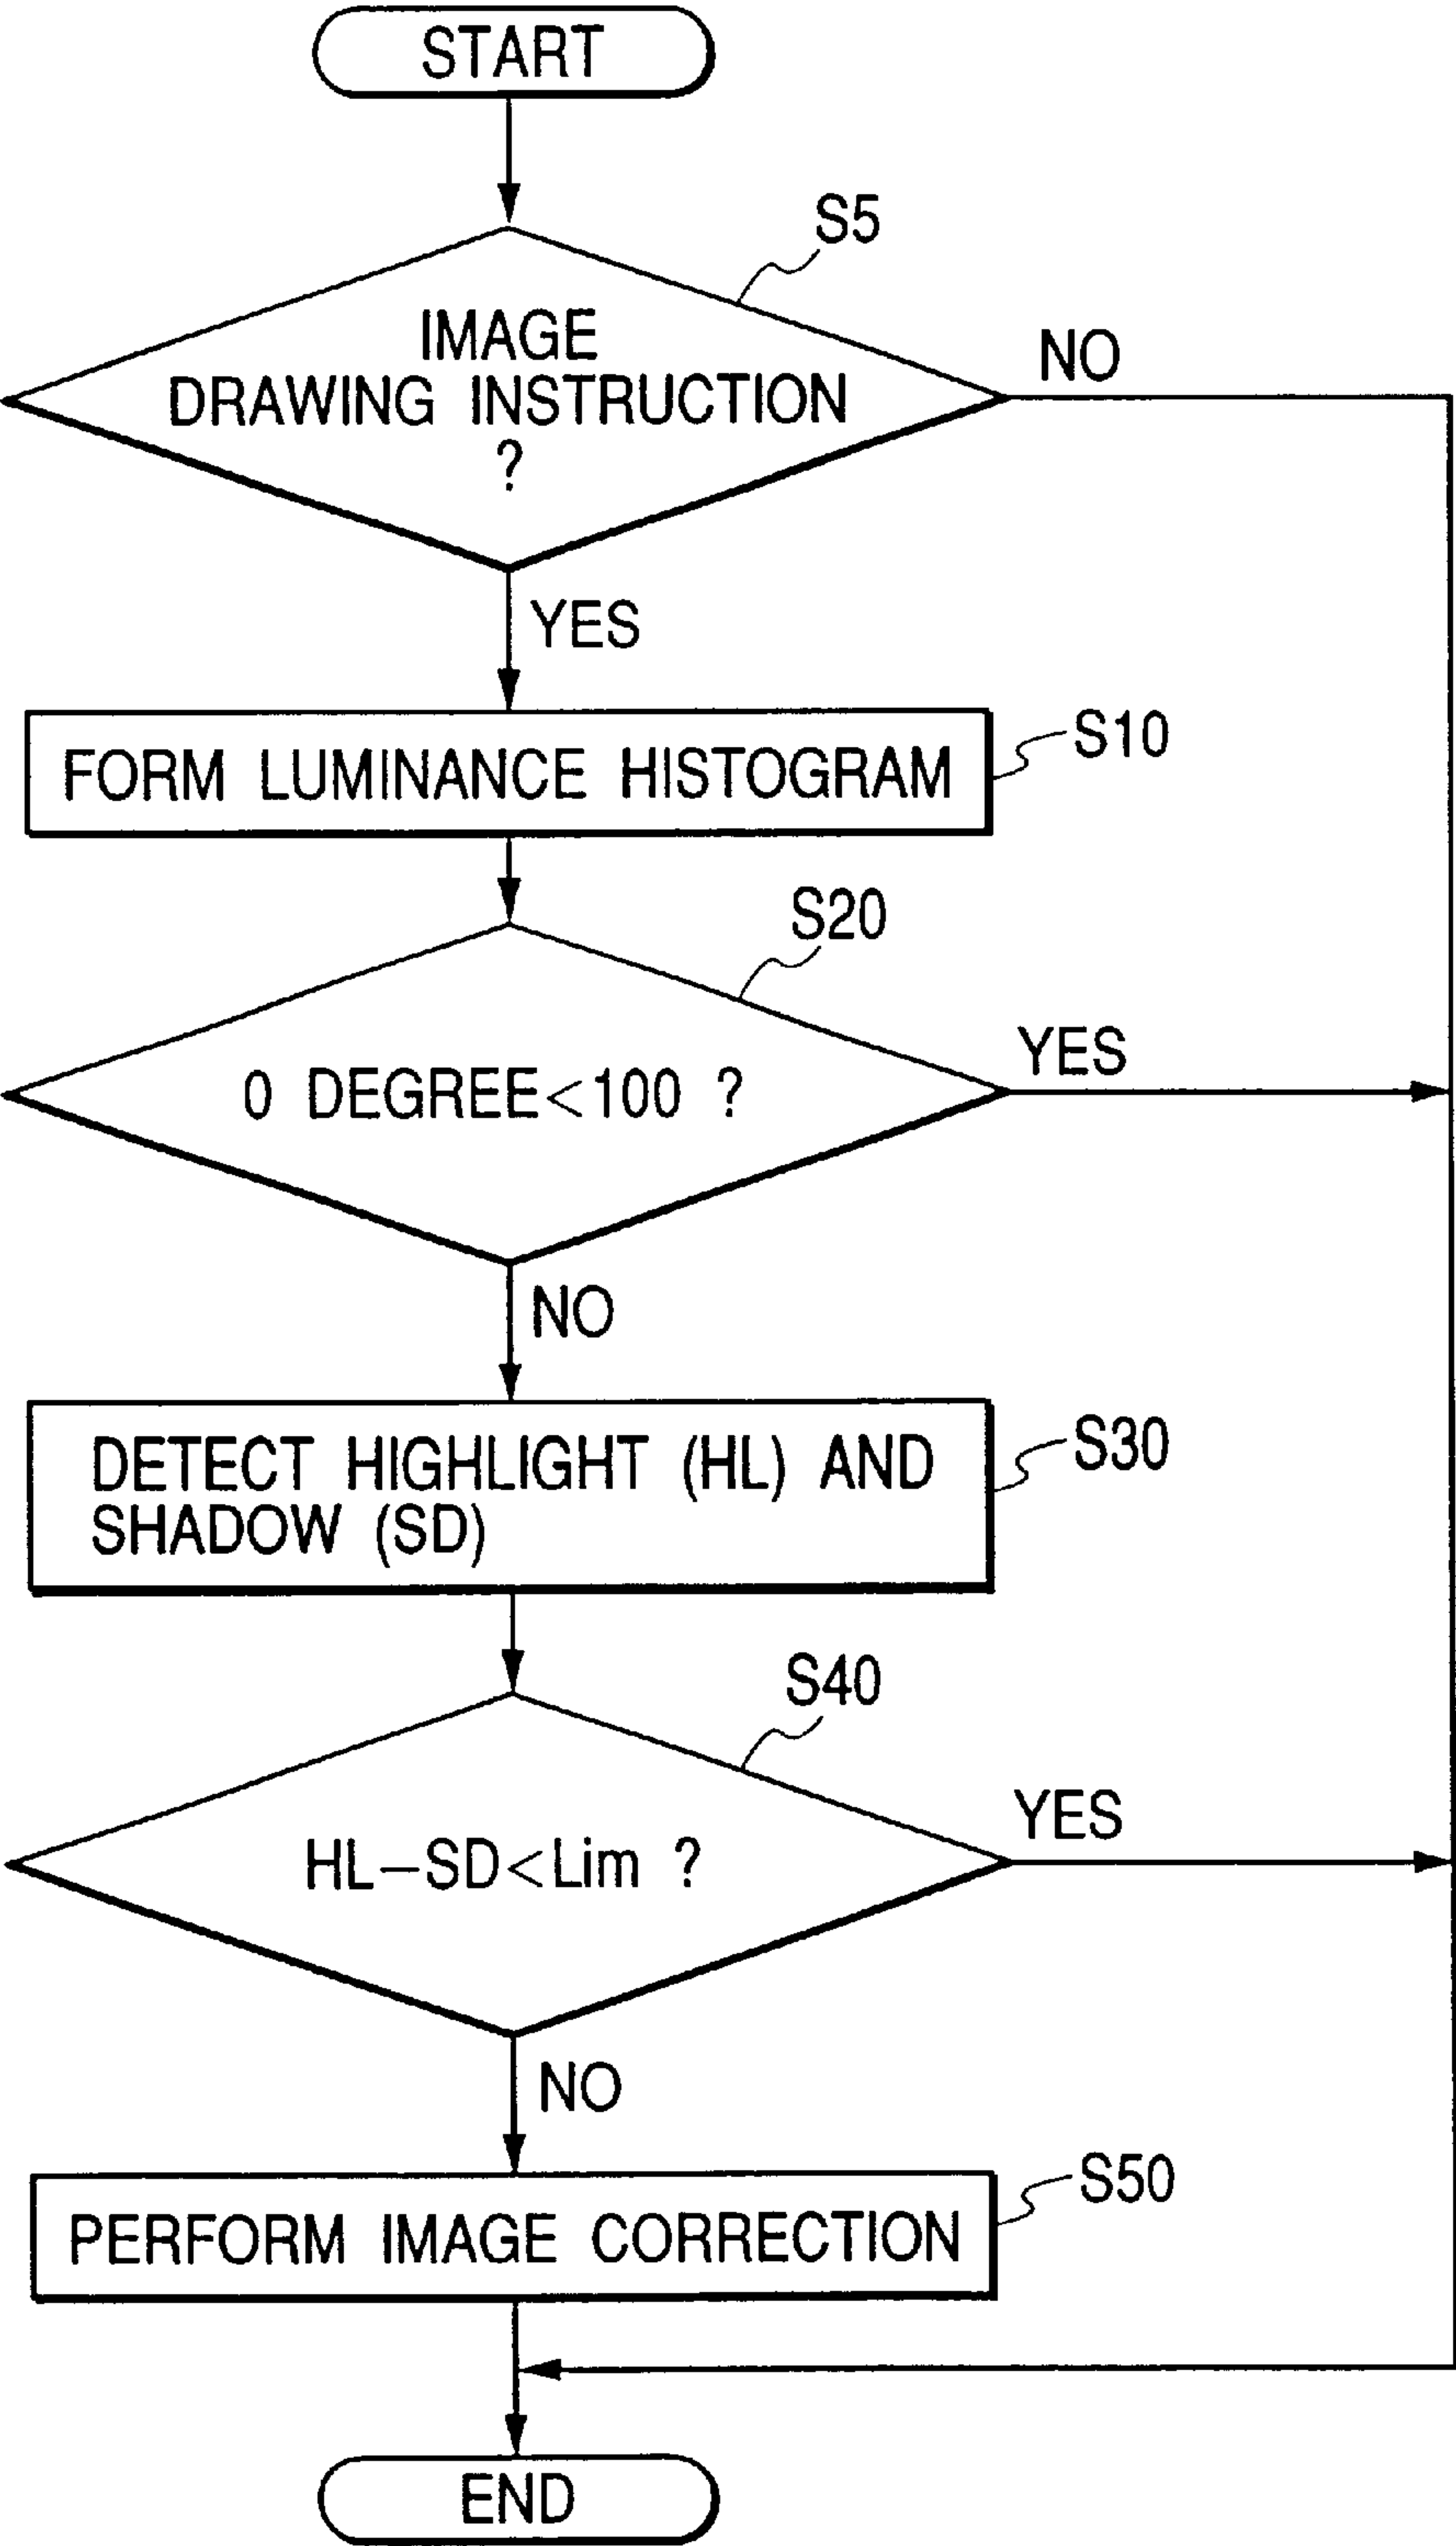 START
S5
IMAGE
DRAWING INSTRUCTION
?
NO
YES
FORM LUMINANCE HISTOGRAM
S10
S20
0 DEGREE<100 ?
YES
NO
DETECT HIGHLIGHT (HL) AND
SHADOW (SD)
S30
S40
HL–SD<Lim ?
YES
NO
PERFORM IMAGE CORRECTION
S50
END